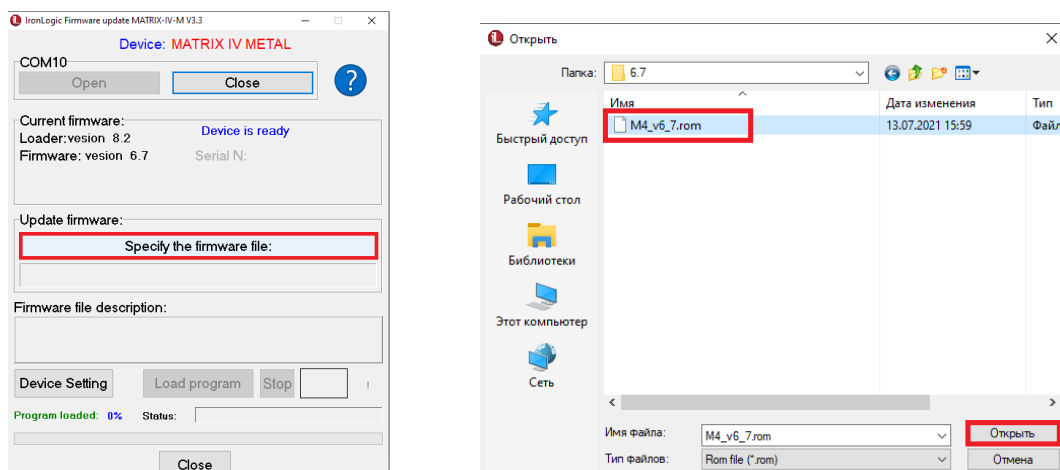 IronLogic Firmware update MATRIX-IV-M V3.3
Device: MATRIX IV METAL
COM10
Open Close ?
Current firmware:
Device is ready
Loader:vesion 8.2
Firmware: vesion 6.7 Serial N:
Update firmware:
Specify the firmware file:
Firmware file description:
Device Setting Load program Stop !
Program loaded: 0% Status:
Close
Открыть
Папка: 6.7
Имя Дата изменения Тип
M4_v6_7.rom 13.07.2021 15:59 Файл
Быстрый доступ
Рабочий стол
Библиотеки
Этот компьютер
Сеть
Имя файла: M4_v6_7.rom Открыть
Тип файлов: Rom file (*.rom) Отмена